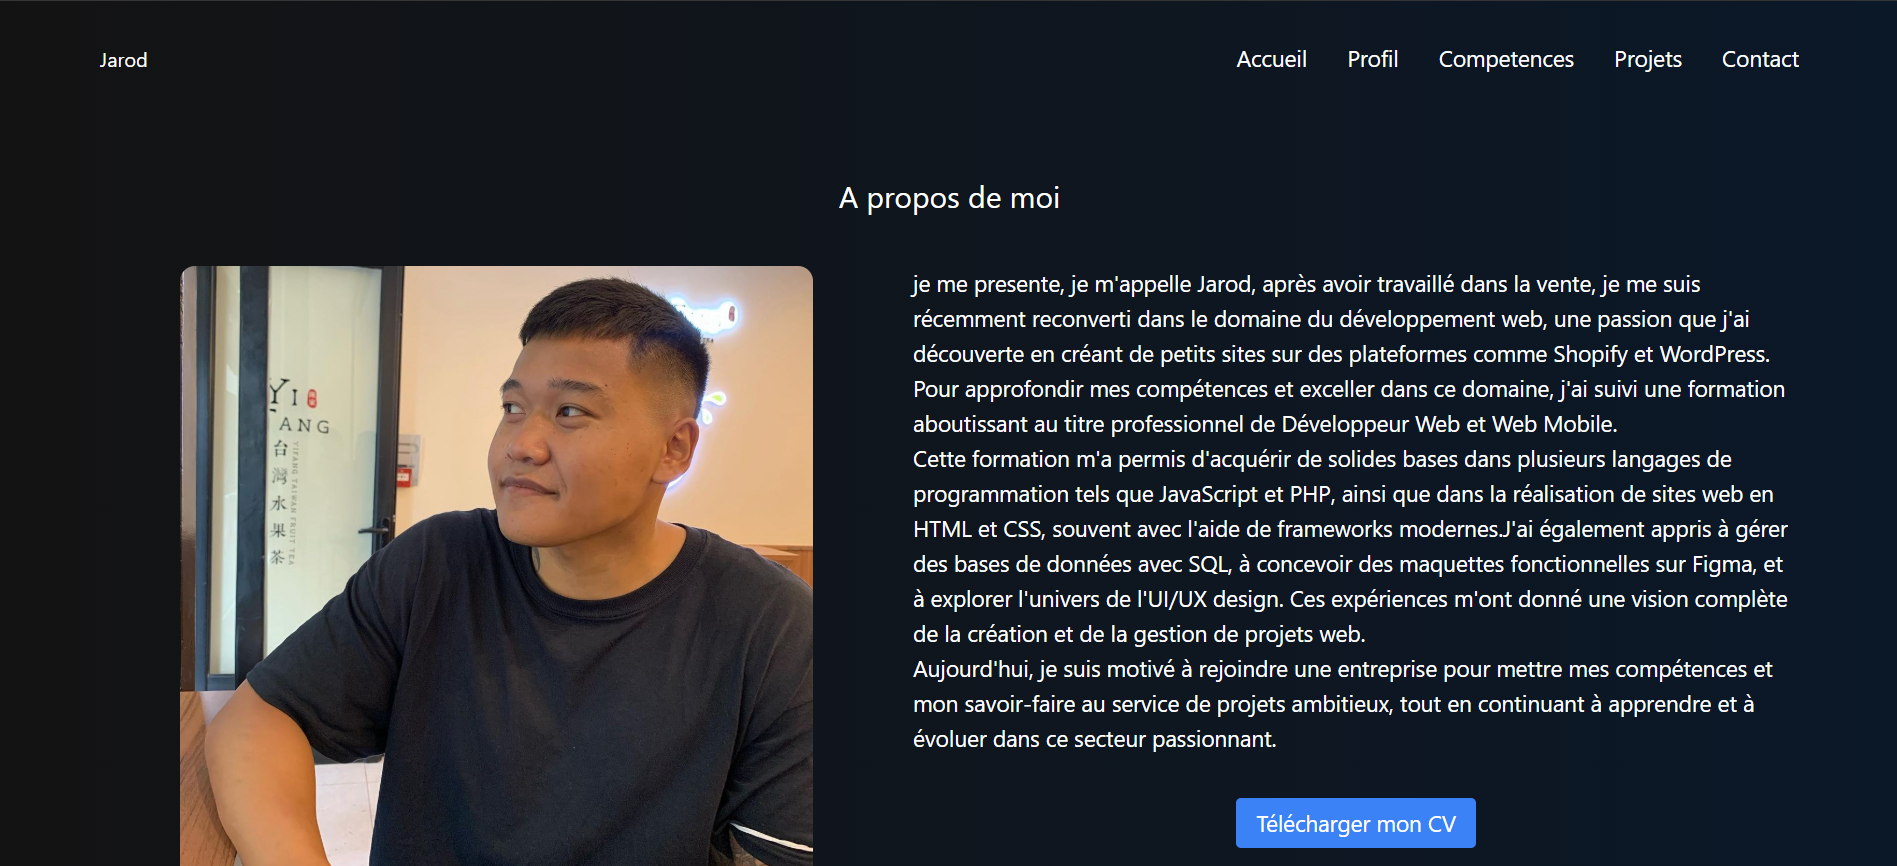 Jarod
Accueil Profil Competences Projets Contact
A propos de moi
je me presente, je m'appelle Jarod, après avoir travaillé dans la vente, je me suis
récemment reconverti dans le domaine du développement web, une passion que j'ai
découverte en créant de petits sites sur des plateformes comme Shopify et WordPress.
Pour approfondir mes compétences et exceller dans ce domaine, j'ai suivi une formation
aboutissant au titre professionnel de Développeur Web et Web Mobile.
Cette formation m'a permis d'acquérir de solides bases dans plusieurs langages de
programmation tels que JavaScript et PHP, ainsi que dans la réalisation de sites web en
HTML et CSS, souvent avec l'aide de frameworks modernes.J'ai également appris à gérer
des bases de données avec SQL, à concevoir des maquettes fonctionnelles sur Figma, et
à explorer l'univers de l'UI/UX design. Ces expériences m'ont donné une vision complète
de la création et de la gestion de projets web.
Aujourd'hui, je suis motivé à rejoindre une entreprise pour mettre mes compétences et
mon savoir-faire au service de projets ambitieux, tout en continuant à apprendre et à
évoluer dans ce secteur passionnant.
Télécharger mon CV
YI
FANG
台灣水果茶
YIFANG TAIWAN FRUIT TEA